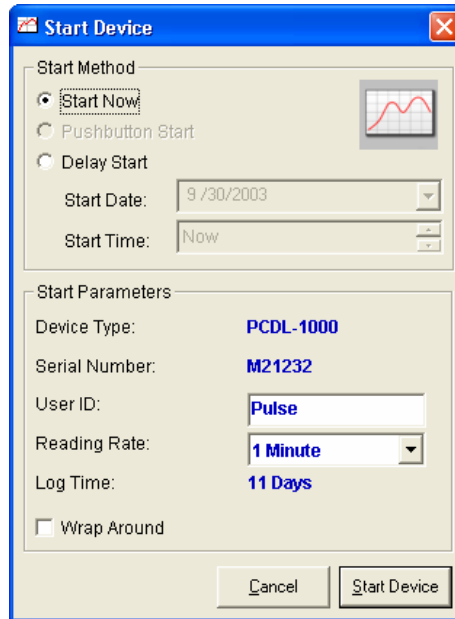 Start Device
Start Method
Start Now
Pushbutton Start
Delay Start
Start Date: 9 /30/2003
Start Time: Now
Start Parameters
Device Type: PCDL-1000
Serial Number: M21232
User ID: Pulse
Reading Rate: 1 Minute
Log Time: 11 Days
Wrap Around
Cancel Start Device